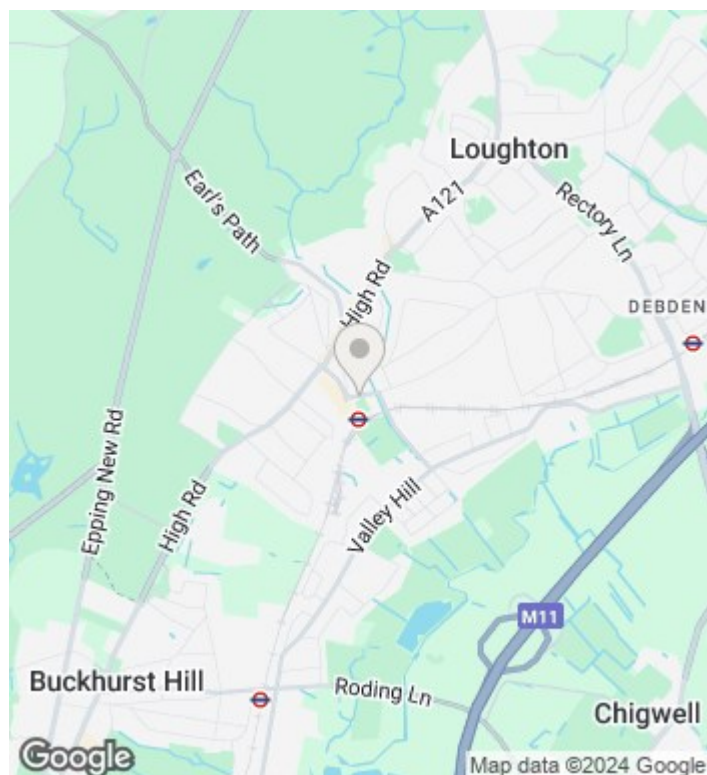 Loughton
Rectory Ln
A121
Earl's Path
High Rd
DEBDEN
Epping New Rd
High Rd
Valley Hill
M11
Buckhurst Hill
Roding Ln
Chigwell
Google
Map data ©2024 Google